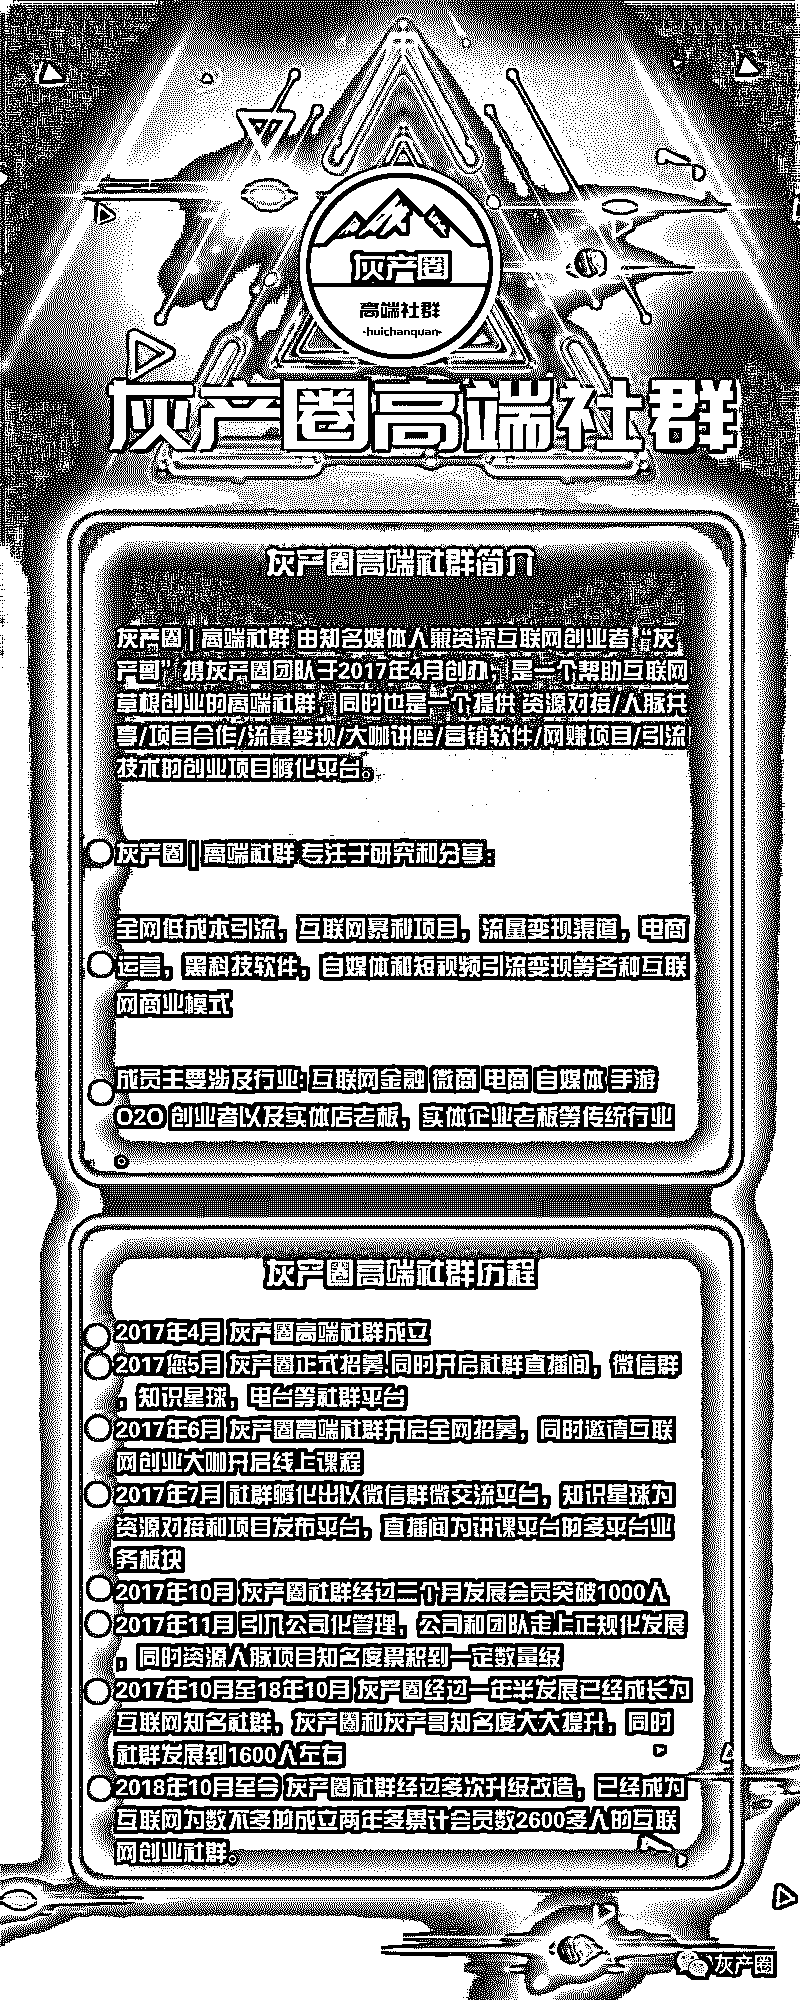 灰产圈
高端社群
-huichanquan-
灰产圈高端社群
灰产圈高端社群简介
灰产圈 | 高端社群 由知名媒体人兼资深互联网创业者 “灰
产哥” 携灰产圈团队于2017年4月创办，是一个帮助互联网
草根创业的高端社群，同时也是一个提供 资源对接/人脉共
享/项目合作/流量变现/大咖讲座/营销软件/网赚项目/引流
技术的创业项目孵化平台。
灰产圈 | 高端社群 专注于研究和分享：
全网低成本引流，互联网暴利项目，流量变现渠道，电商
运营，黑科技软件，自媒体和短视频引流变现等各种互联
网商业模式
成员主要涉及行业: 互联网金融 微商 电商 自媒体 手游
O2O 创业者以及实体店老板，实体企业老板等传统行业
。
灰产圈高端社群历程
2017年4月 灰产圈高端社群成立
2017您5月 灰产圈正式招募.同时开启社群直播间，微信群
，知识星球，电台等社群平台
2017年6月 灰产圈高端社群开启全网招募，同时邀请互联
网创业大咖开启线上课程
2017年7月 社群孵化出以微信群微交流平台，知识星球为
资源对接和项目发布平台，直播间为讲课平台的多平台业
务板块
2017年10月 灰产圈社群经过三个月发展会员突破1000人
2017年11月 引入公司化管理，公司和团队走上正规化发展
，同时资源人脉项目知名度累积到一定数量级
2017年10月至18年10月 灰产圈经过一年半发展已经成长为
互联网知名社群，灰产圈和灰产哥知名度大大提升，同时
社群发展到1600人左右
2018年10月至今 灰产圈社群经过多次升级改造，已经成为
互联网为数不多的成立两年多累计会员数2600多人的互联
网创业社群。
灰产圈